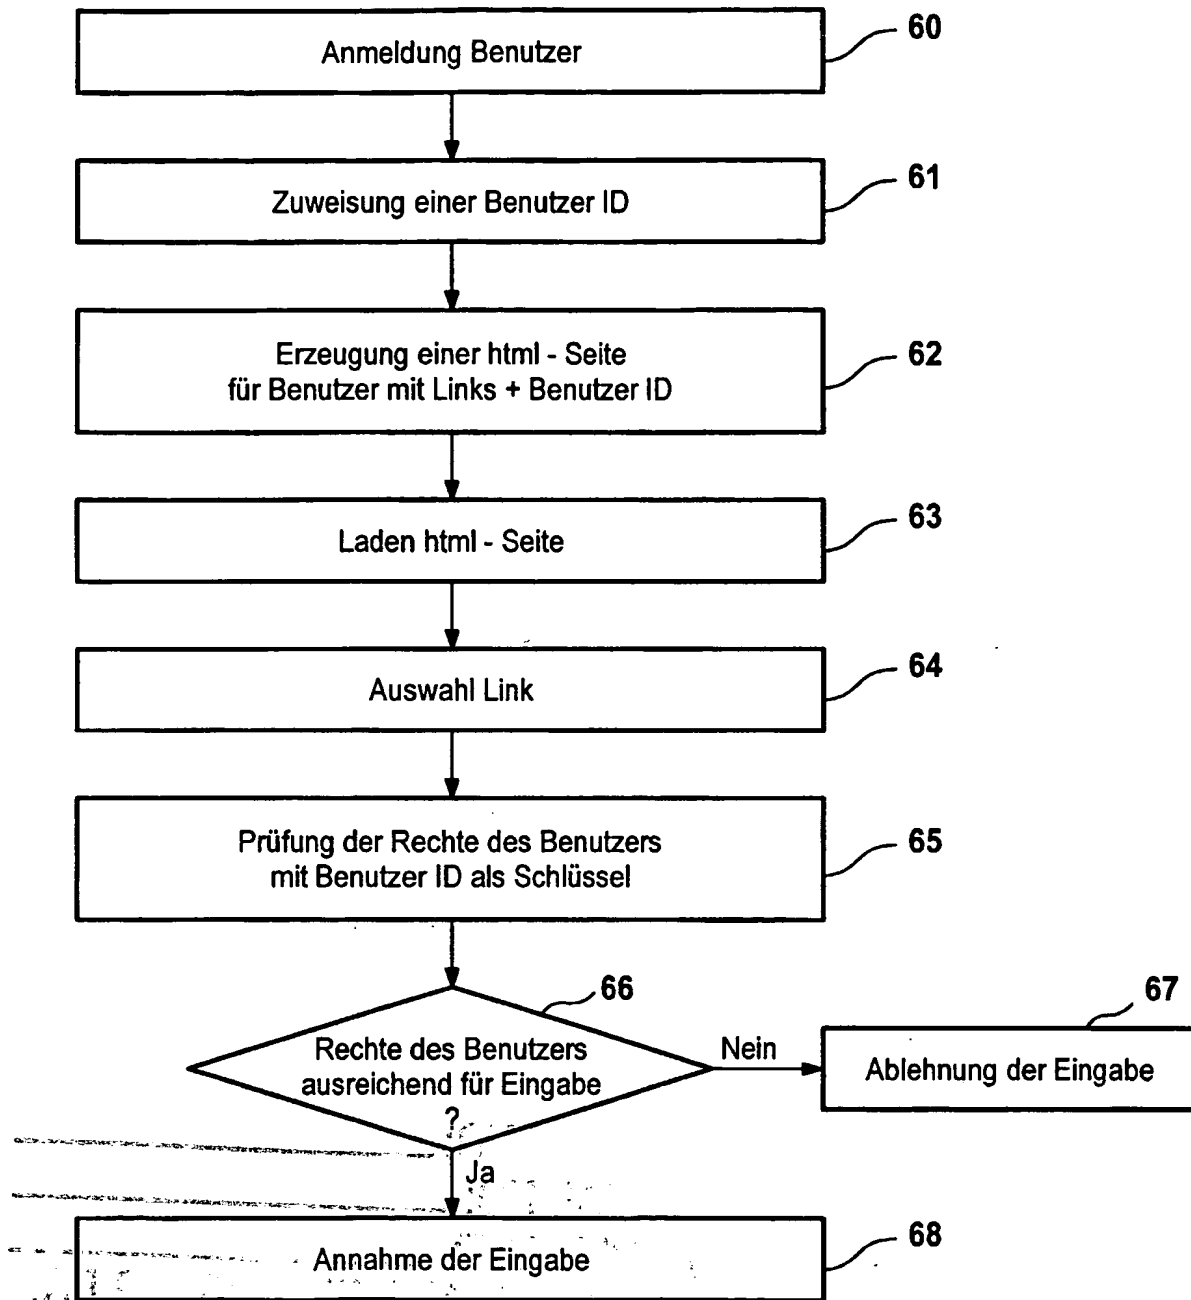 Anmeldung Benutzer
60
Zuweisung einer Benutzer ID
61
Erzeugung einer html - Seite
für Benutzer mit Links + Benutzer ID
62
Laden html - Seite
63
Auswahl Link
64
Prüfung der Rechte des Benutzers
mit Benutzer ID als Schlüssel
65
66
Rechte des Benutzers
ausreichend für Eingabe
?
Nein
67
Ablehnung der Eingabe
Ja
Annahme der Eingabe
68